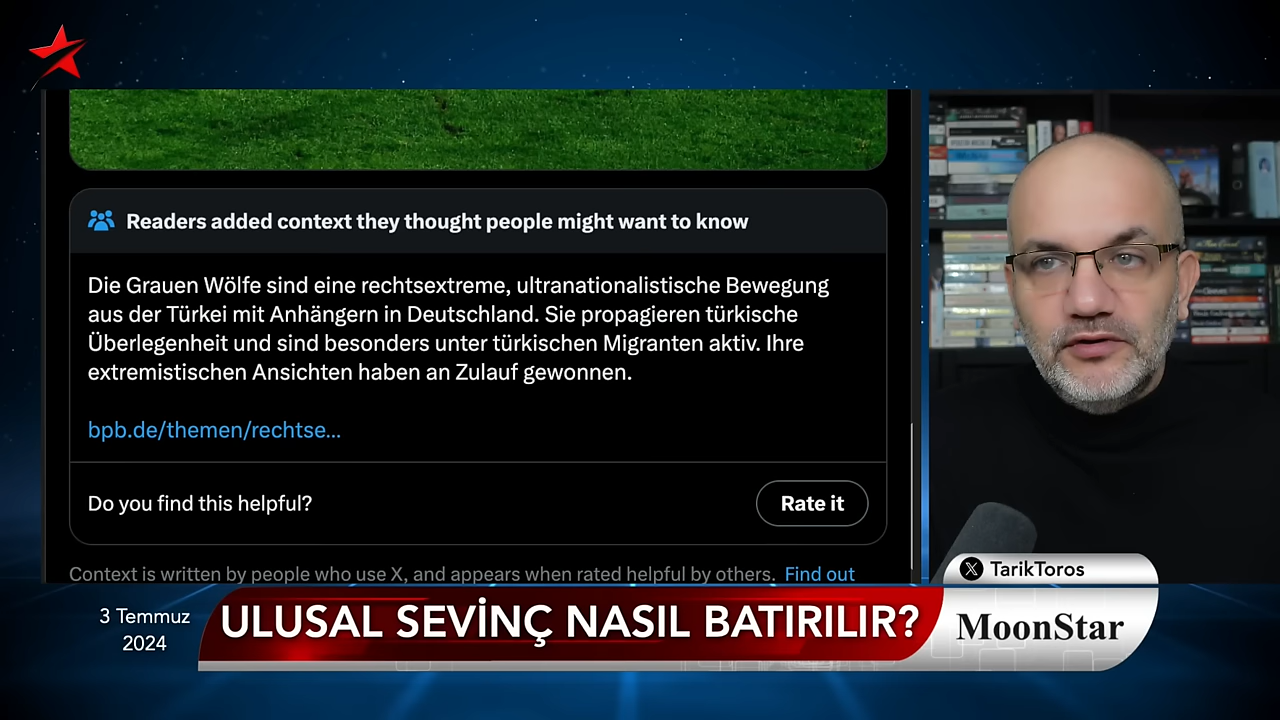 Readers added context they thought people might want to know
Die Grauen Wölfe sind eine rechtsextreme, ultranationalistische Bewegung
aus der Türkei mit Anhängern in Deutschland. Sie propagieren türkische
Überlegenheit und sind besonders unter türkischen Migranten aktiv. Ihre
extremistischen Ansichten haben an Zulauf gewonnen.
bpb.de/themen/rechtse...
Do you find this helpful?
Rate it
Context is written by people who use X, and appears when rated helpful by others. Find out
TarikToros
3 Temmuz
2024
ULUSAL SEVİNÇ NASIL BATIRILIR?
MoonStar